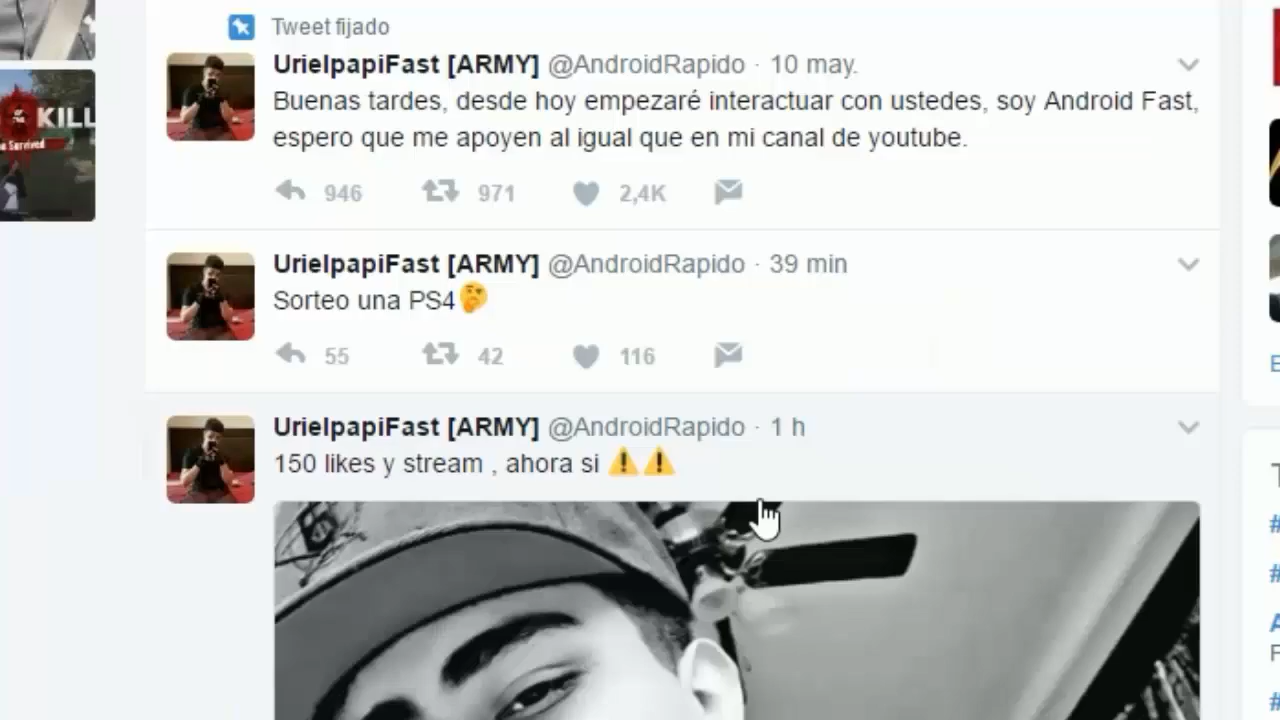 Tweet fijado
UrielpapiFast [ARMY] @AndroidRapido · 10 may.
Buenas tardes, desde hoy empezaré interactuar con ustedes, soy Android Fast,
espero que me apoyen al igual que en mi canal de youtube.
946 971 2,4K
KILL
Survived
UrielpapiFast [ARMY] @AndroidRapido · 39 min
Sorteo una PS4🤔
55 42 116
UrielpapiFast [ARMY] @AndroidRapido · 1 h
150 likes y stream , ahora si ⚠️⚠️
#
#
#